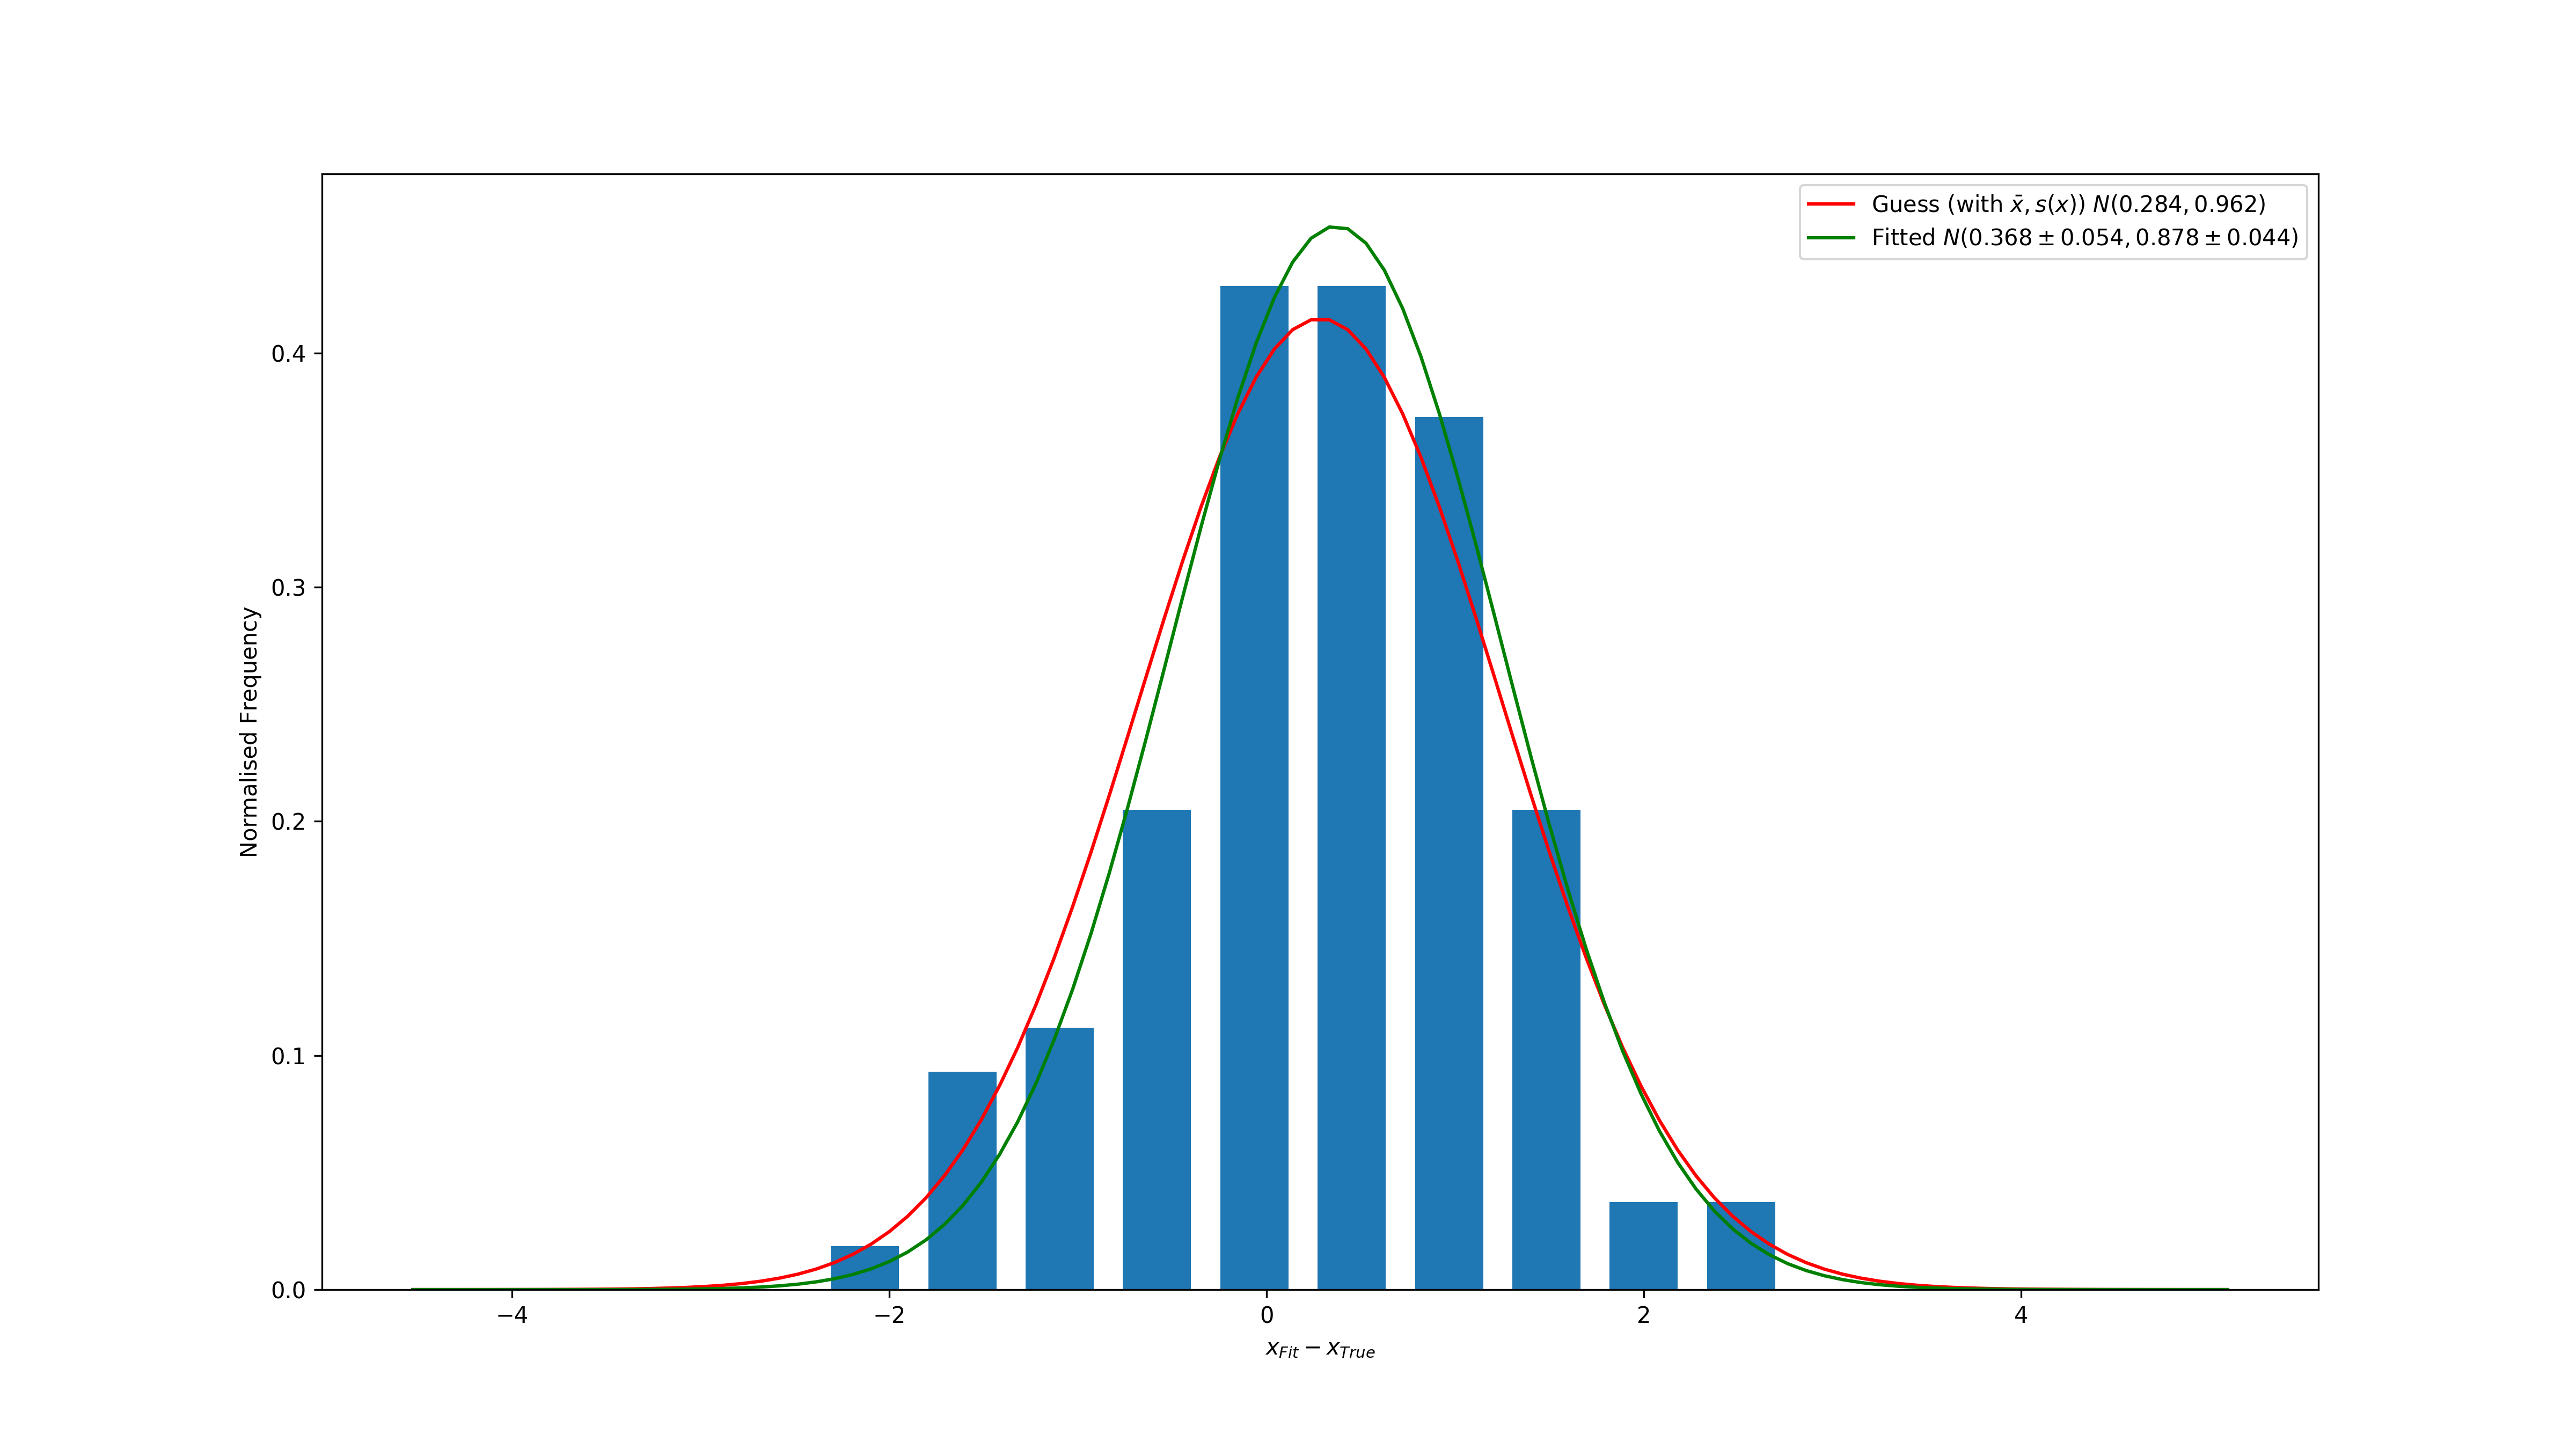 Guess (with x̄, s(x)) N(0.284, 0.962)
Fitted N(0.368 ± 0.054, 0.878 ± 0.044)
Normalised Frequency
0.4
0.3
0.2
0.1
0.0
−4 −2 0 2 4
x_Fit − x_True